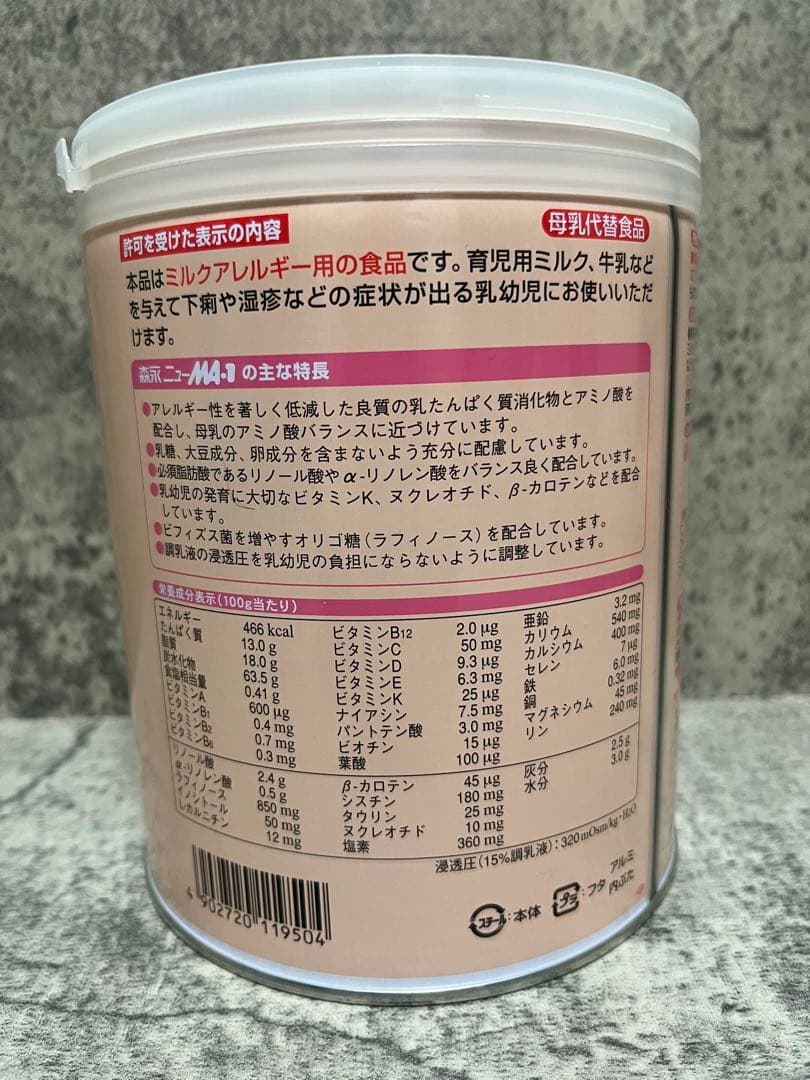 許可を受けた表示の内容
母乳代替食品
本品はミルクアレルギー用の食品です。育児用ミルク、牛乳など
を与えて下痢や湿疹などの症状が出る乳幼児にお使いいただ
けます。
森永 ニューMA-1 の主な特長
●アレルギー性を著しく低減した良質の乳たんぱく質消化物とアミノ酸を
配合し、母乳のアミノ酸バランスに近づけています。
●乳糖、大豆成分、卵成分を含まないよう充分に配慮しています。
●必須脂肪酸であるリノール酸やα-リノレン酸をバランス良く配合しています。
●乳幼児の発育に大切なビタミンK、ヌクレオチド、β-カロテンなどを配合
しています。
●ビフィズス菌を増やすオリゴ糖（ラフィノース）を配合しています。
●調乳液の浸透圧を乳幼児の負担にならないように調整しています。
栄養成分表示（100g当たり）
エネルギー 466 kcal
たんぱく質 13.0 g
脂質 18.0 g
炭水化物 63.5 g
食塩相当量 0.41 g
ビタミンA 600 μg
ビタミンB1 0.4 mg
ビタミンB2 0.7 mg
ビタミンB6 0.3 mg
ビタミンB12 2.0 μg
ビタミンC 50 mg
ビタミンD 9.3 μg
ビタミンE 6.3 mg
ビタミンK 25 μg
ナイアシン 7.5 mg
パントテン酸 3.0 mg
ビオチン 15 μg
葉酸 100 μg
亜鉛 3.2 mg
カリウム 540 mg
カルシウム 400 mg
セレン 7 μg
鉄 6.0 mg
銅 0.32 mg
マグネシウム 45 mg
リン 240 mg
リノール酸 2.4 g
α-リノレン酸 0.5 g
ラフィノース 850 mg
イノシトール 50 mg
L-カルニチン 12 mg
β-カロテン 45 μg
シスチン 180 mg
タウリン 25 mg
ヌクレオチド 10 mg
塩素 360 mg
灰分 2.5 g
水分 3.0 g
浸透圧（15%調乳液）：320 mOsm/kg・H2O
4 902720 119504
スチール：本体
プラ：フタ
アルミ
内ぶた